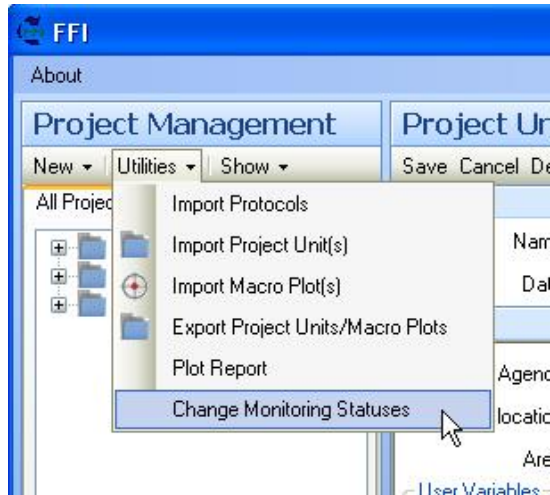 FFI
About
Project Management
Project Un
New Utilities Show
Save Cancel De
All Projec
Import Protocols
Import Project Unit(s)
Nam
Import Macro Plot(s)
Dat
Export Project Units/Macro Plots
Plot Report
Agenc
Change Monitoring Statuses
locatio
Are
User Variables